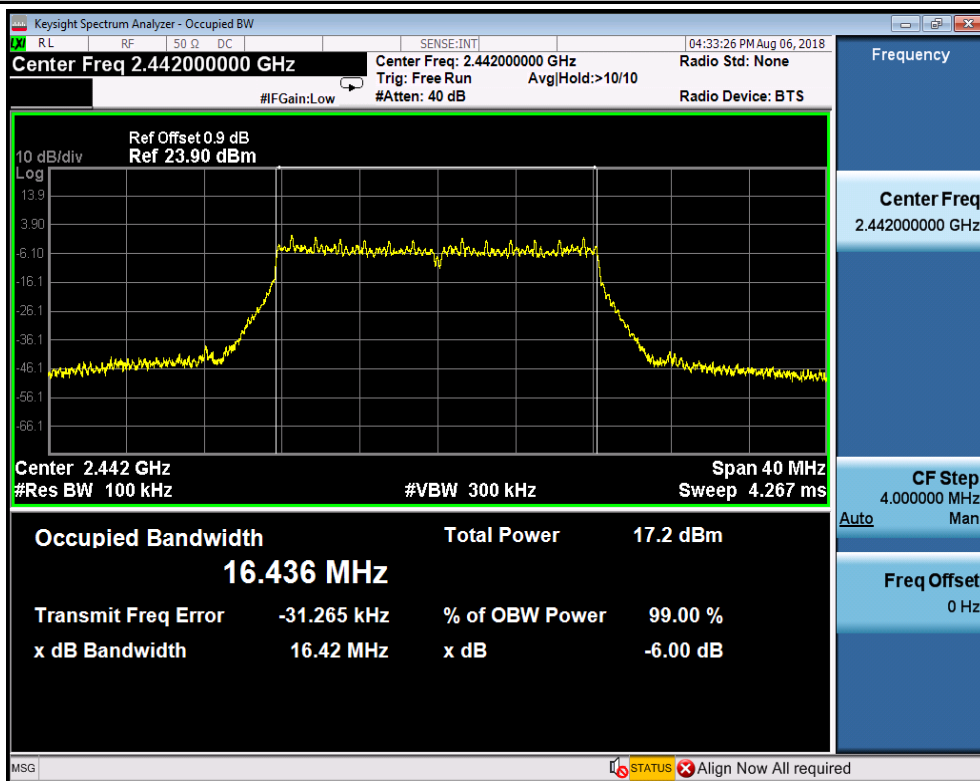 Keysight Spectrum Analyzer - Occupied BW
LXI RL RF 50 Ω DC SENSE:INT 04:33:26 PM Aug 06, 2018
Center Freq 2.442000000 GHz
Center Freq: 2.442000000 GHz
Radio Std: None
Trig: Free Run Avg|Hold:>10/10
#IFGain:Low
#Atten: 40 dB
Radio Device: BTS
Ref Offset 0.9 dB
10 dB/div Ref 23.90 dBm
Log
13.9
3.90
-6.10
-16.1
-26.1
-36.1
-46.1
-56.1
-66.1
Center 2.442 GHz Span 40 MHz
#Res BW 100 kHz #VBW 300 kHz Sweep 4.267 ms
Occupied Bandwidth Total Power 17.2 dBm
16.436 MHz
Transmit Freq Error -31.265 kHz % of OBW Power 99.00 %
x dB Bandwidth 16.42 MHz x dB -6.00 dB
MSG STATUS Align Now All required
Frequency
Center Freq
2.442000000 GHz
CF Step
4.000000 MHz
Auto Man
Freq Offset
0 Hz